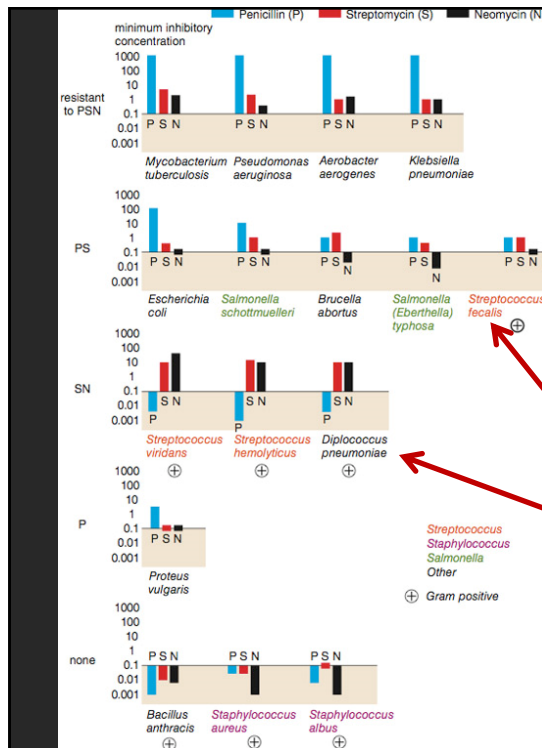 Penicillin (P) Streptomycin (S) Neomycin (N
minimum inhibitory
concentration
1000
100
10
1
0.1
0.01
0.001
resistant
to PSN
P S N P S N P S N P S N
Mycobacterium Pseudomonas Aerobacter Klebsiella
tuberculosis aeruginosa aerogenes pneumoniae
1000
100
10
1
0.1
0.01
0.001
PS
P S N P S N P S N P S N P S N
Escherichia Salmonella Brucella Salmonella Streptococcus
coli schottmuelleri abortus (Eberthella) fecalis
typhosa
1000
100
10
1
0.1
0.01
0.001
SN
P S N P S N P S N
Streptococcus Streptococcus Diplococcus
viridans hemolyticus pneumoniae
1000
100
10
1
0.1
0.01
0.001
P
P S N
Proteus
vulgaris
Streptococcus
Staphylococcus
Salmonella
Other
Gram positive
1000
100
10
1
0.1
0.01
0.001
none
P S N P S N P S N
Bacillus Staphylococcus Staphylococcus
anthracis aureus albus